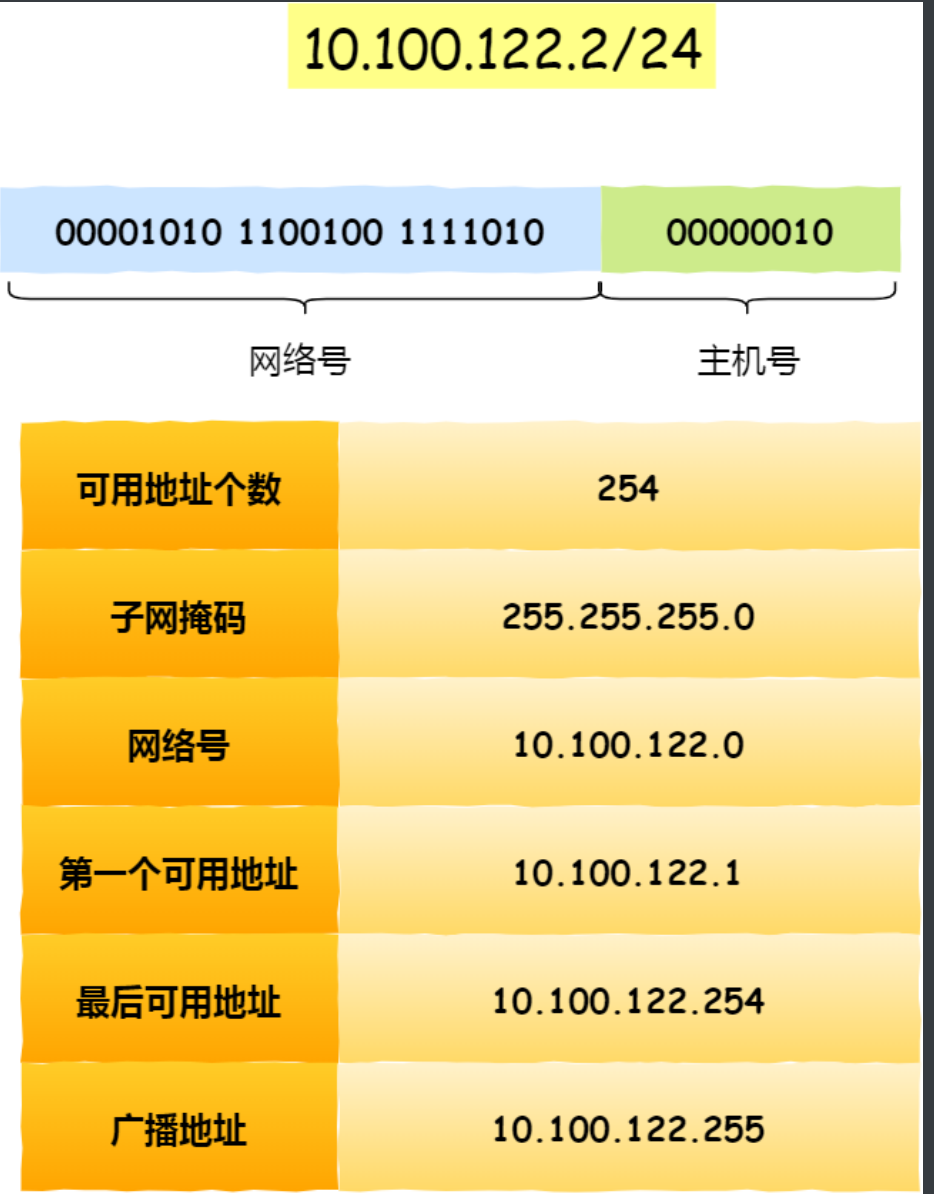 10.100.122.2/24
00001010 1100100 1111010 00000010
网络号 主机号
可用地址个数 254
子网掩码 255.255.255.0
网络号 10.100.122.0
第一个可用地址 10.100.122.1
最后可用地址 10.100.122.254
广播地址 10.100.122.255